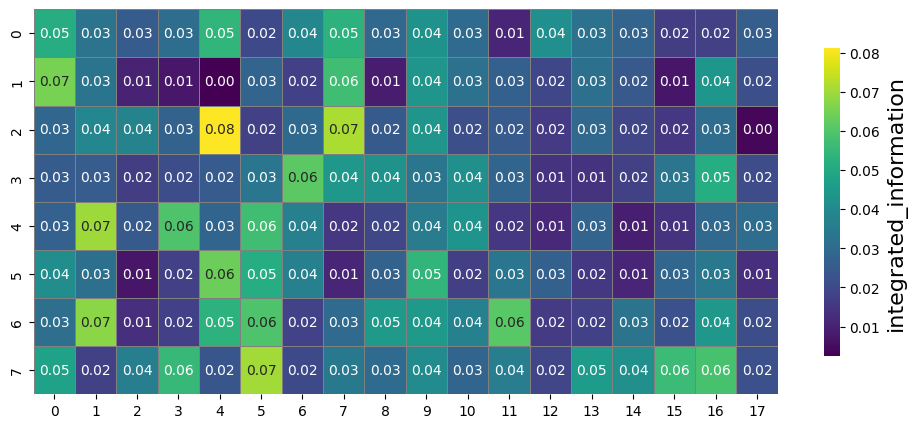 0 0.05 0.03 0.03 0.03 0.05 0.02 0.04 0.05 0.03 0.04 0.03 0.01 0.04 0.03 0.03 0.02 0.02 0.03
1 0.07 0.03 0.01 0.01 0.00 0.03 0.02 0.06 0.01 0.04 0.03 0.03 0.02 0.03 0.02 0.01 0.04 0.02
2 0.03 0.04 0.04 0.03 0.08 0.02 0.03 0.07 0.02 0.04 0.02 0.02 0.02 0.03 0.02 0.02 0.03 0.00
3 0.03 0.03 0.02 0.02 0.02 0.03 0.06 0.04 0.04 0.03 0.04 0.03 0.01 0.01 0.02 0.03 0.05 0.02
4 0.03 0.07 0.02 0.06 0.03 0.06 0.04 0.02 0.02 0.04 0.04 0.02 0.01 0.03 0.01 0.01 0.03 0.03
5 0.04 0.03 0.01 0.02 0.06 0.05 0.04 0.01 0.03 0.05 0.02 0.03 0.03 0.02 0.01 0.03 0.03 0.01
6 0.03 0.07 0.01 0.02 0.05 0.06 0.02 0.03 0.05 0.04 0.04 0.06 0.02 0.02 0.03 0.02 0.04 0.02
7 0.05 0.02 0.04 0.06 0.02 0.07 0.02 0.03 0.03 0.04 0.03 0.04 0.02 0.05 0.04 0.06 0.06 0.02
0 1 2 3 4 5 6 7 8 9 10 11 12 13 14 15 16 17
0.08
0.07
0.06
0.05
0.04
0.03
0.02
0.01
integrated_information